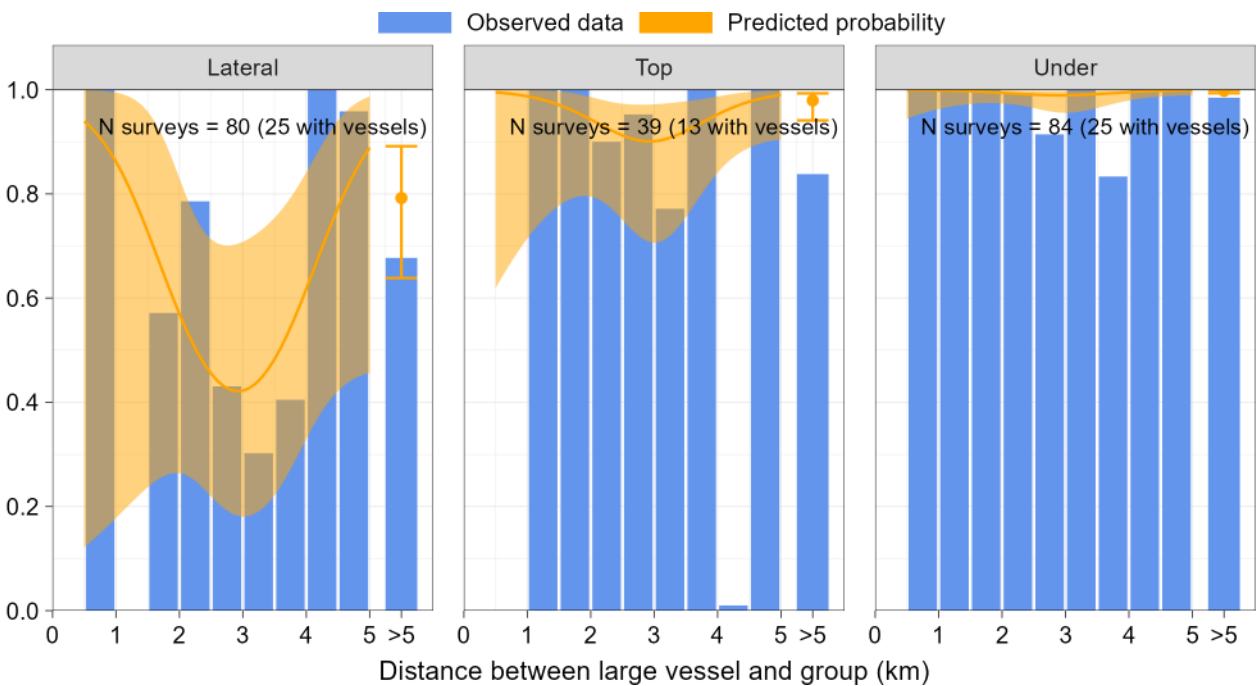 Observed data Predicted probability
Lateral Top Under
1.0
N surveys = 80 (25 with vessels) N surveys = 39 (13 with vessels) N surveys = 84 (25 with vessels)
0.8
0.6
0.4
0.2
0.0
0 1 2 3 4 5 >5 0 1 2 3 4 5 >5 0 1 2 3 4 5 >5
Distance between large vessel and group (km)